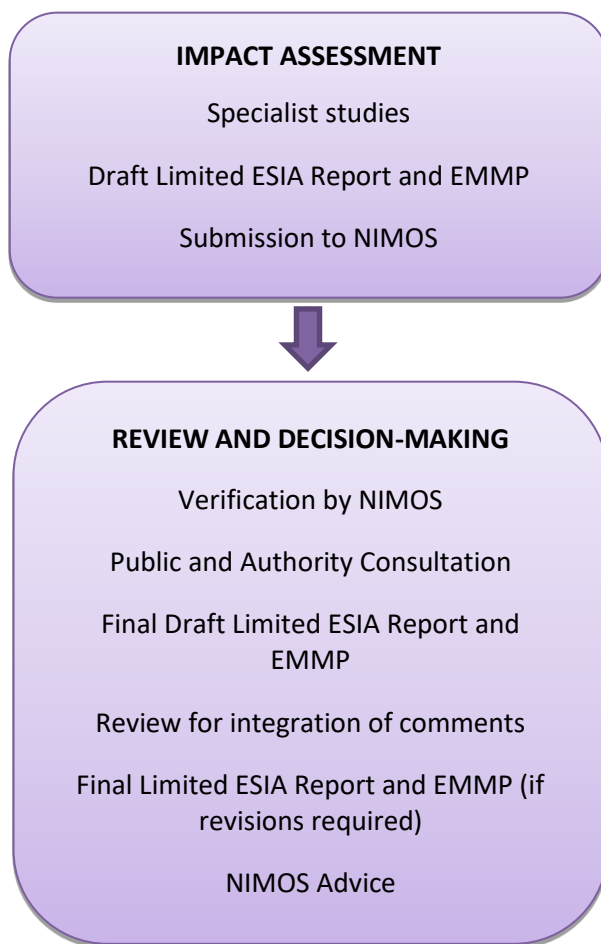 IMPACT ASSESSMENT
Specialist studies
Draft Limited ESIA Report and EMMP
Submission to NIMOS
REVIEW AND DECISION-MAKING
Verification by NIMOS
Public and Authority Consultation
Final Draft Limited ESIA Report and
EMMP
Review for integration of comments
Final Limited ESIA Report and EMMP (if
revisions required)
NIMOS Advice